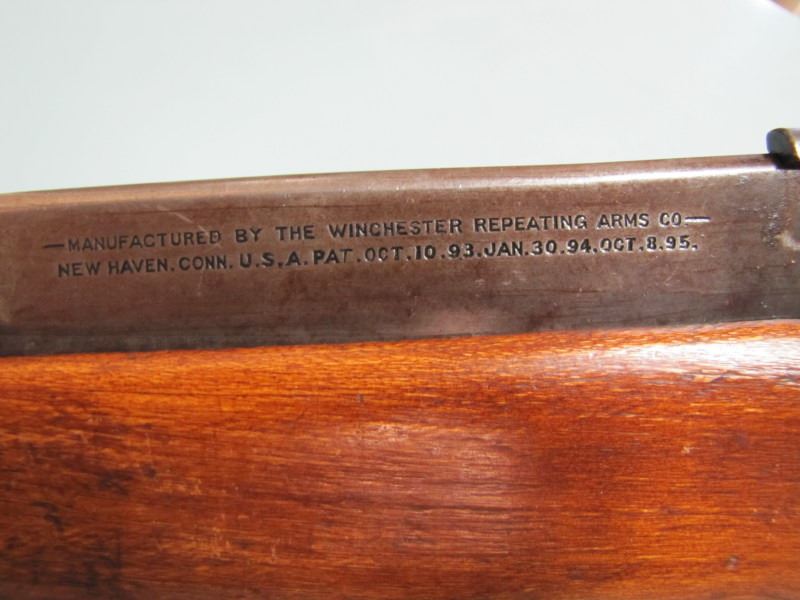 —MANUFACTURED BY THE WINCHESTER REPEATING ARMS CO—
NEW HAVEN. CONN. U.S.A. PAT. OCT. 10. 93. JAN. 30. 94. OCT. 8. 95.